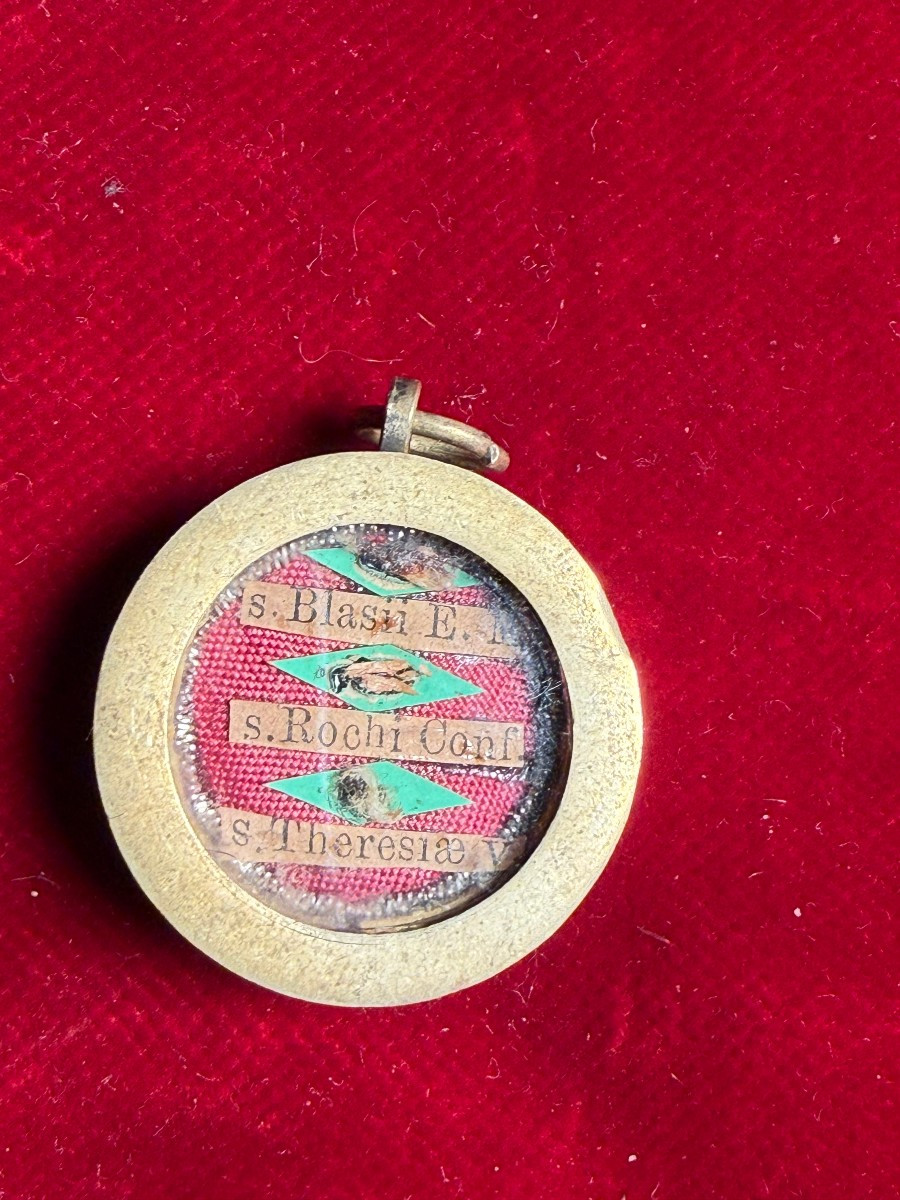 s. Blasii E.
s. Rochi Conf
s. Theresiæ V